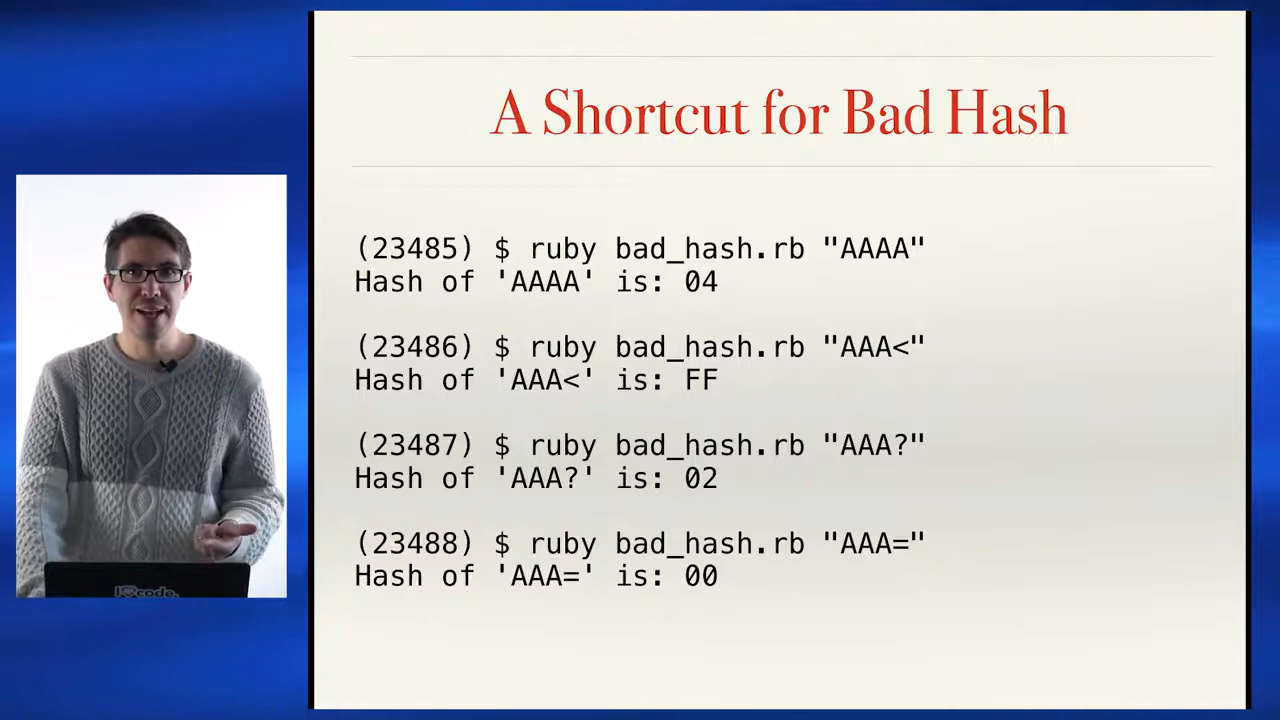 A Shortcut for Bad Hash
(23485) $ ruby bad_hash.rb "AAAA"
Hash of 'AAAA' is: 04
(23486) $ ruby bad_hash.rb "AAA<"
Hash of 'AAA<' is: FF
(23487) $ ruby bad_hash.rb "AAA?"
Hash of 'AAA?' is: 02
(23488) $ ruby bad_hash.rb "AAA="
Hash of 'AAA=' is: 00
code.